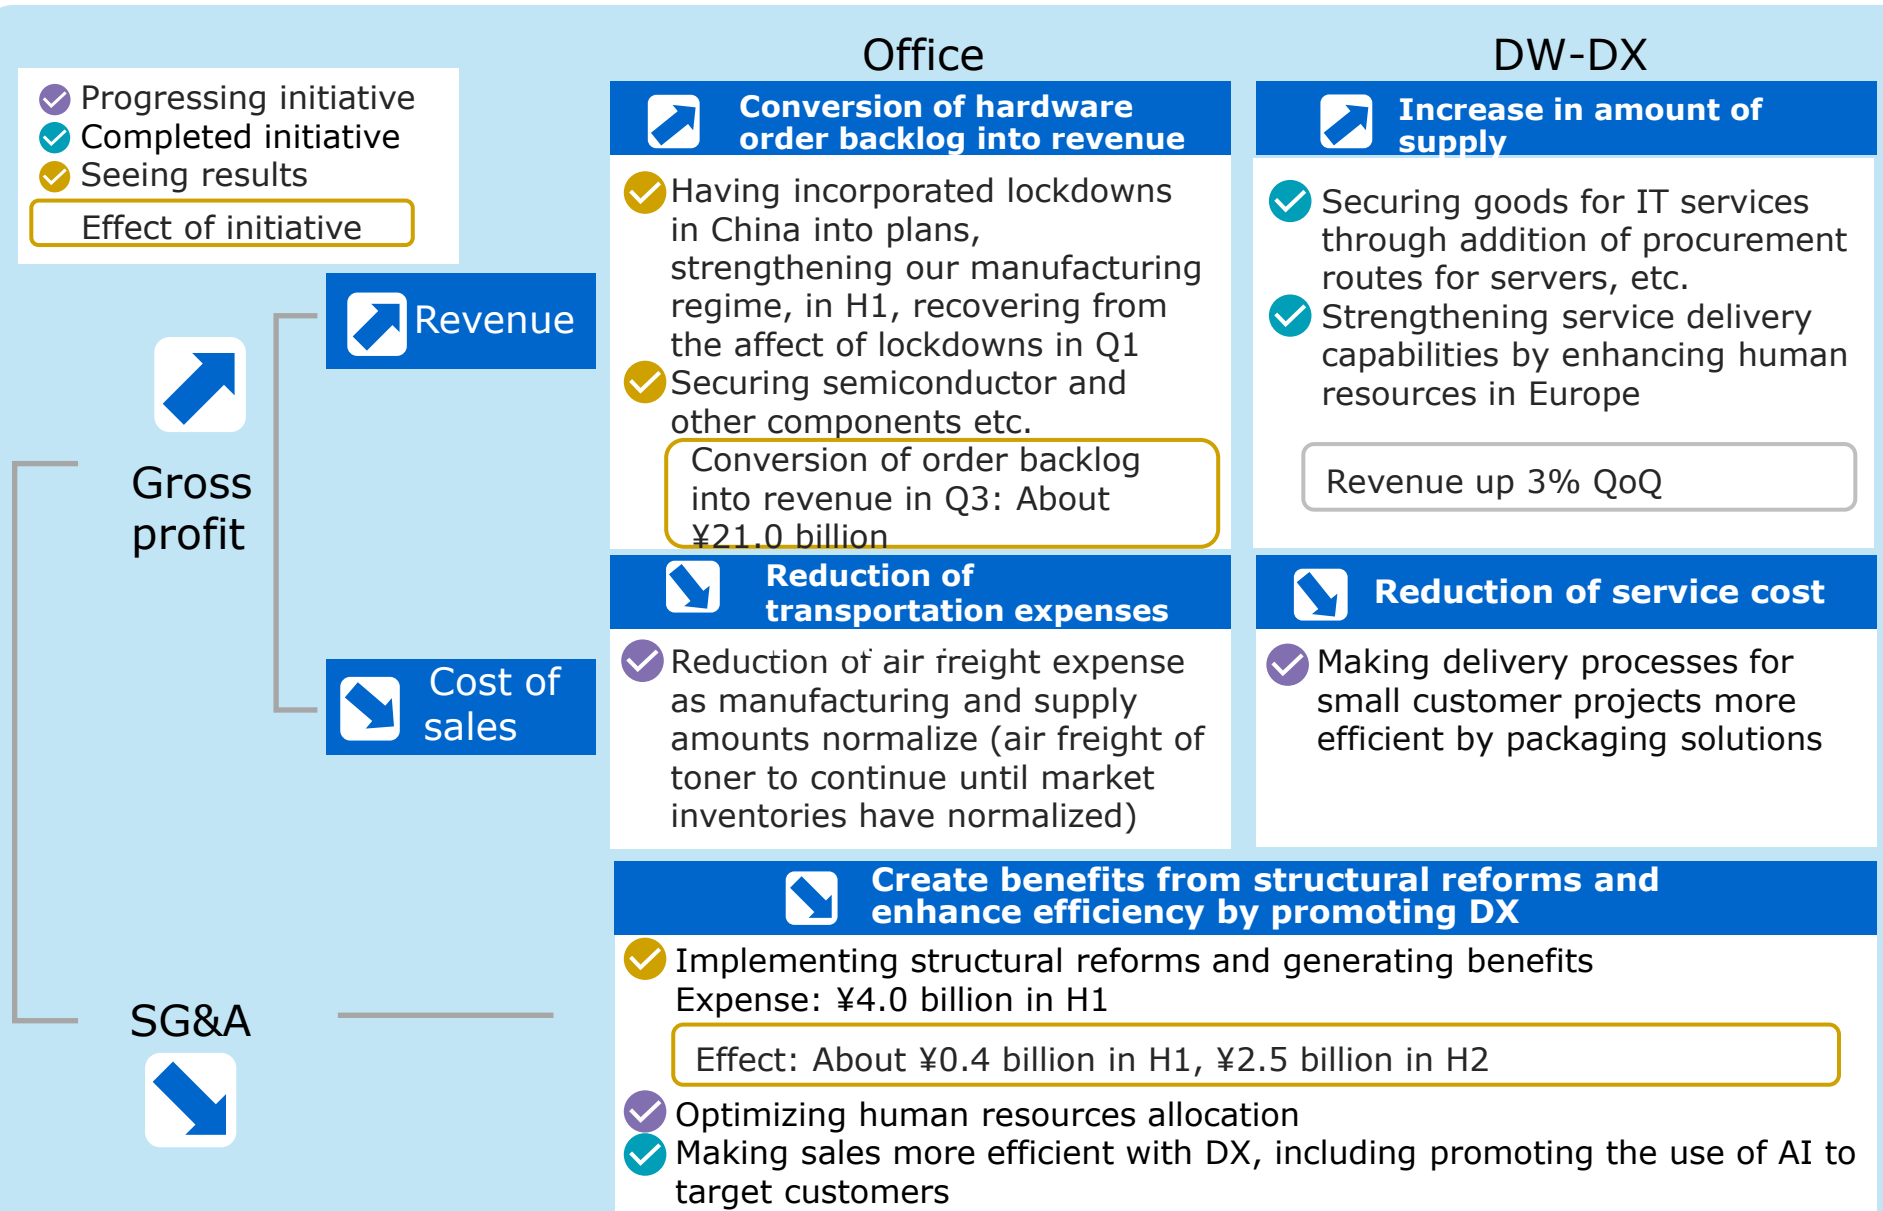 Office
DW-DX
Progressing initiative
Completed initiative
Seeing results
Effect of initiative
Conversion of hardware
order backlog into revenue
Increase in amount of
supply
Revenue
Having incorporated lockdowns
in China into plans,
strengthening our manufacturing
regime, in H1, recovering from
the affect of lockdowns in Q1
Securing semiconductor and
other components etc.
Conversion of order backlog
into revenue in Q3: About
¥21.0 billion
Securing goods for IT services
through addition of procurement
routes for servers, etc.
Strengthening service delivery
capabilities by enhancing human
resources in Europe
Revenue up 3% QoQ
Gross
profit
Cost of
sales
Reduction of
transportation expenses
Reduction of air freight expense
as manufacturing and supply
amounts normalize (air freight of
toner to continue until market
inventories have normalized)
Reduction of service cost
Making delivery processes for
small customer projects more
efficient by packaging solutions
SG&A
Create benefits from structural reforms and
enhance efficiency by promoting DX
Implementing structural reforms and generating benefits
Expense: ¥4.0 billion in H1
Effect: About ¥0.4 billion in H1, ¥2.5 billion in H2
Optimizing human resources allocation
Making sales more efficient with DX, including promoting the use of AI to
target customers